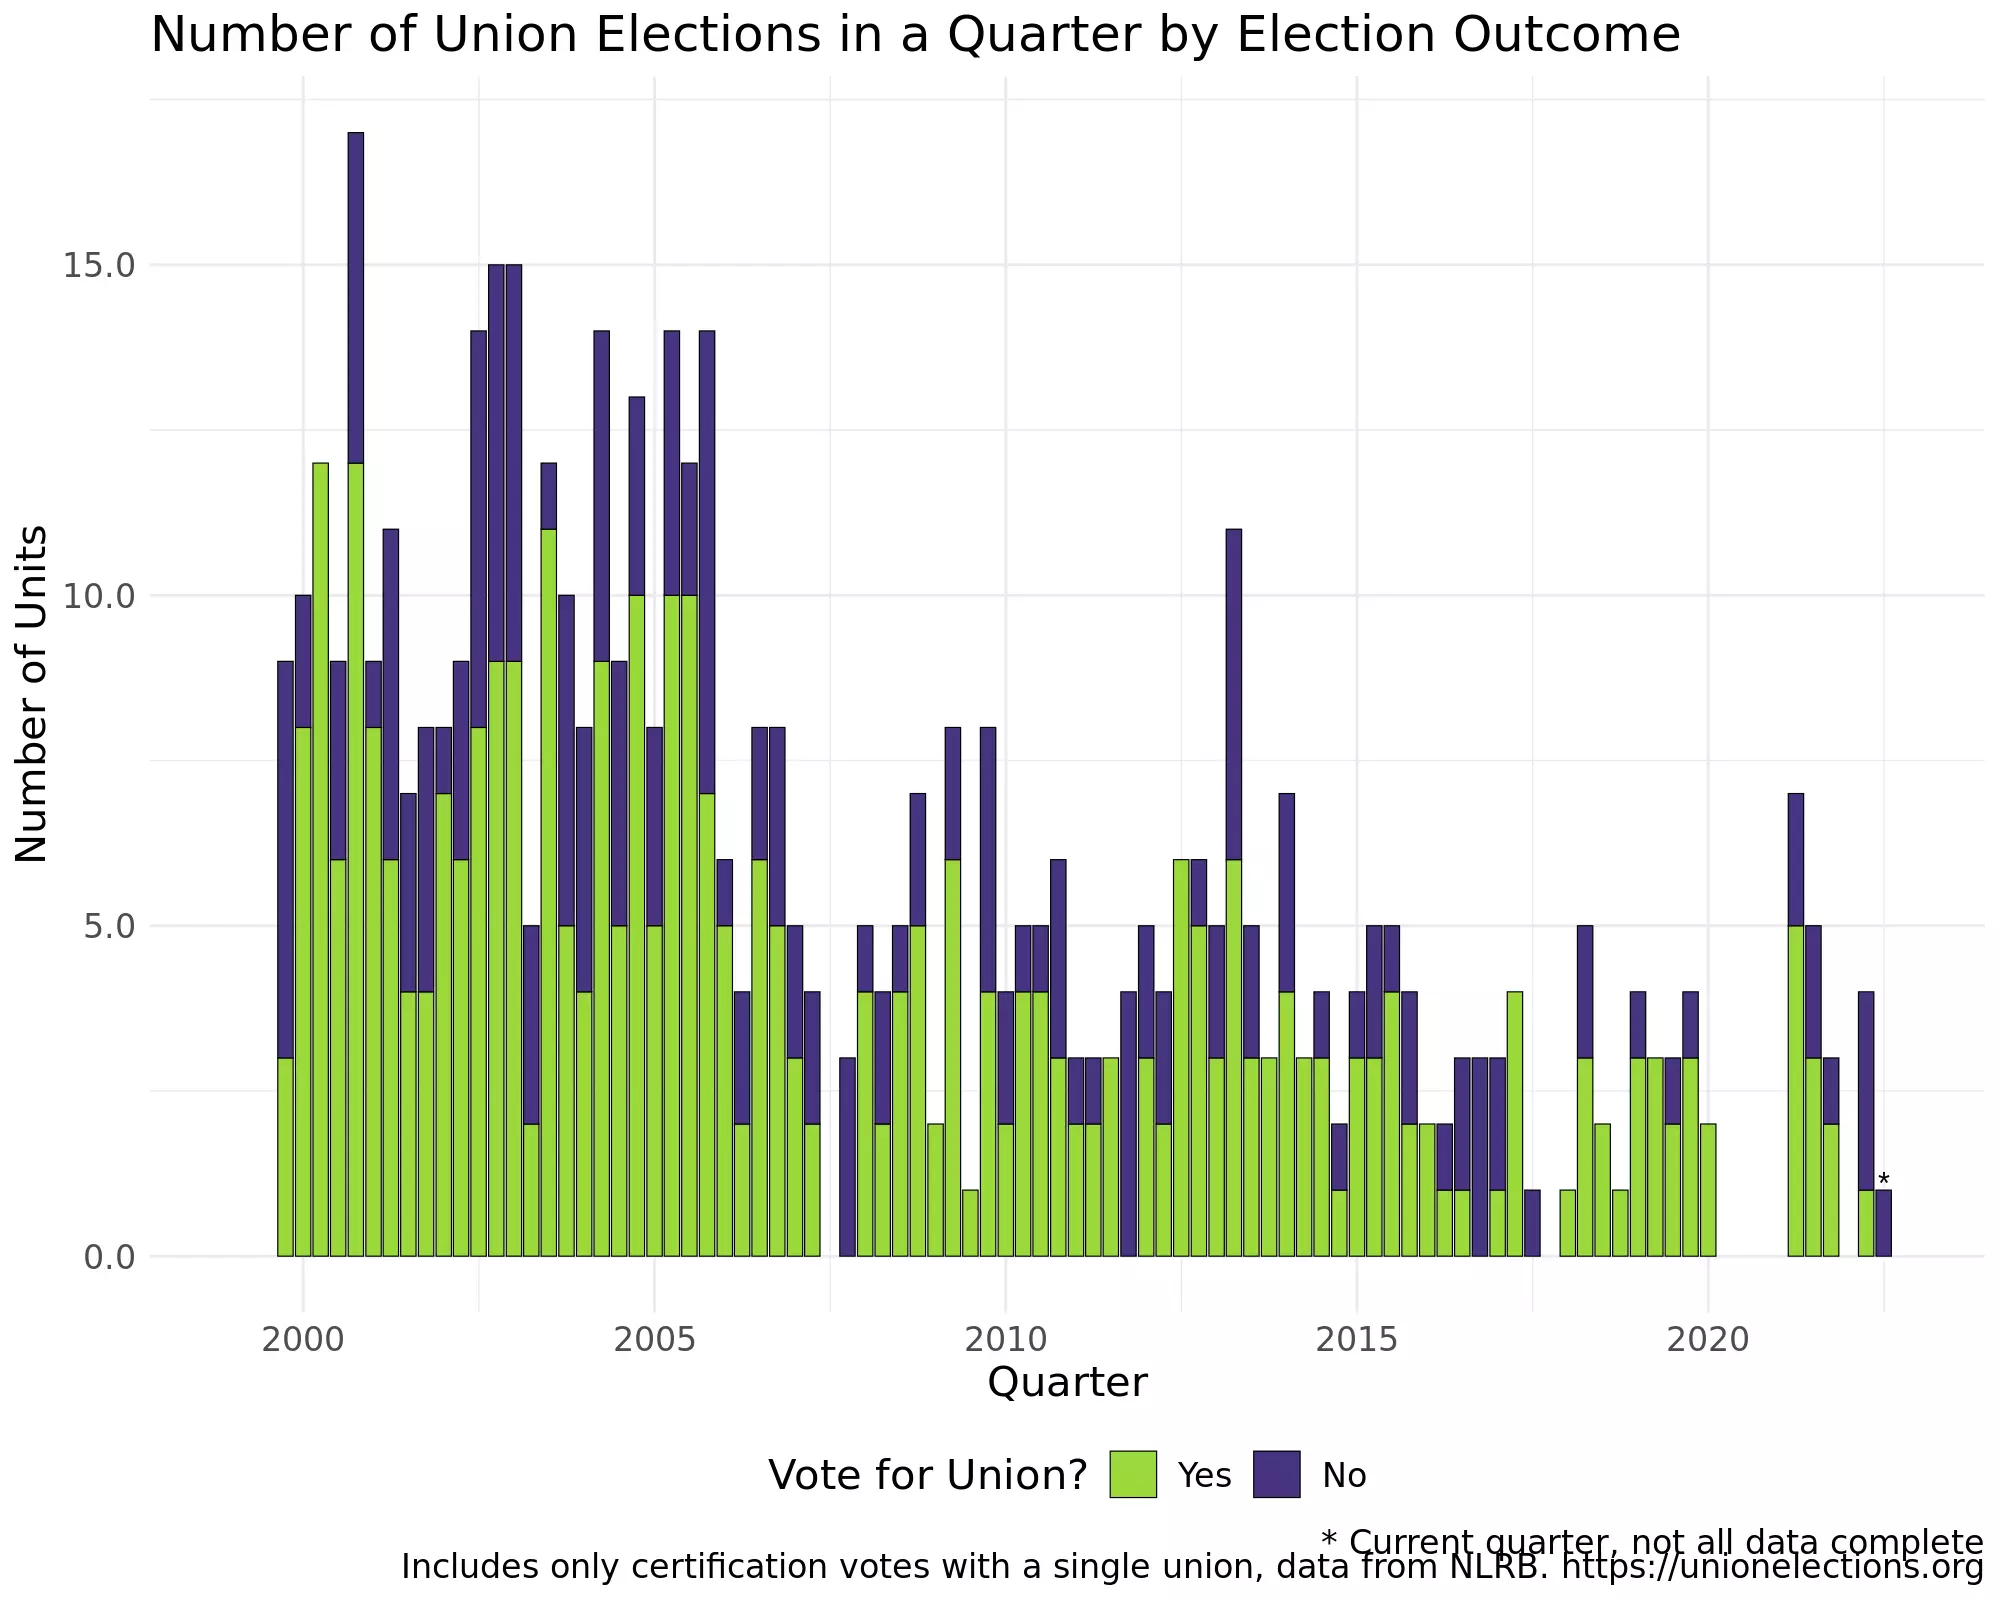 Number of Union Elections in a Quarter by Election Outcome
Number of Units
15.0
10.0
5.0
0.0
*
2000 2005 2010 2015 2020
Quarter
Vote for Union? Yes No
* Current quarter, not all data complete
Includes only certification votes with a single union, data from NLRB. https://unionelections.org